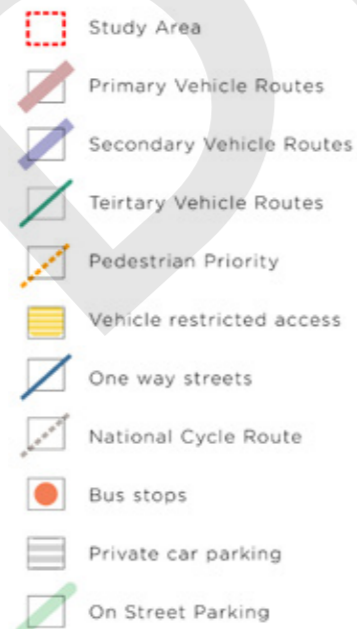 Study Area
Primary Vehicle Routes
Secondary Vehicle Routes
Teirtary Vehicle Routes
Pedestrian Priority
Vehicle restricted access
One way streets
National Cycle Route
Bus stops
Private car parking
On Street Parking